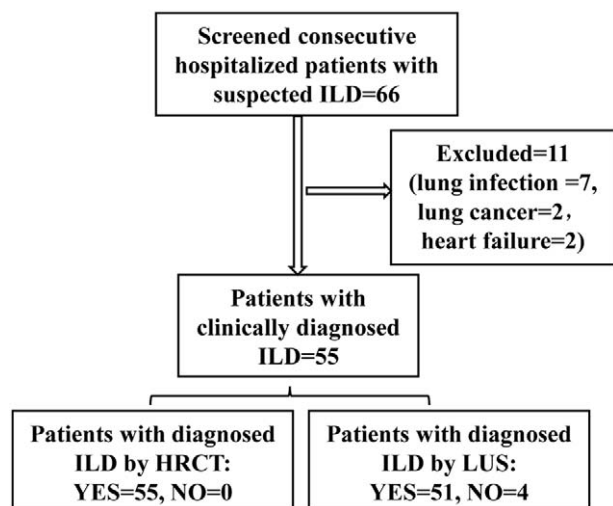 Screened consecutive
hospitalized patients with
suspected ILD=66
Excluded=11
(lung infection =7,
lung cancer=2,
heart failure=2)
Patients with
clinically diagnosed
ILD=55
Patients with diagnosed
ILD by HRCT:
YES=55, NO=0
Patients with diagnosed
ILD by LUS:
YES=51, NO=4